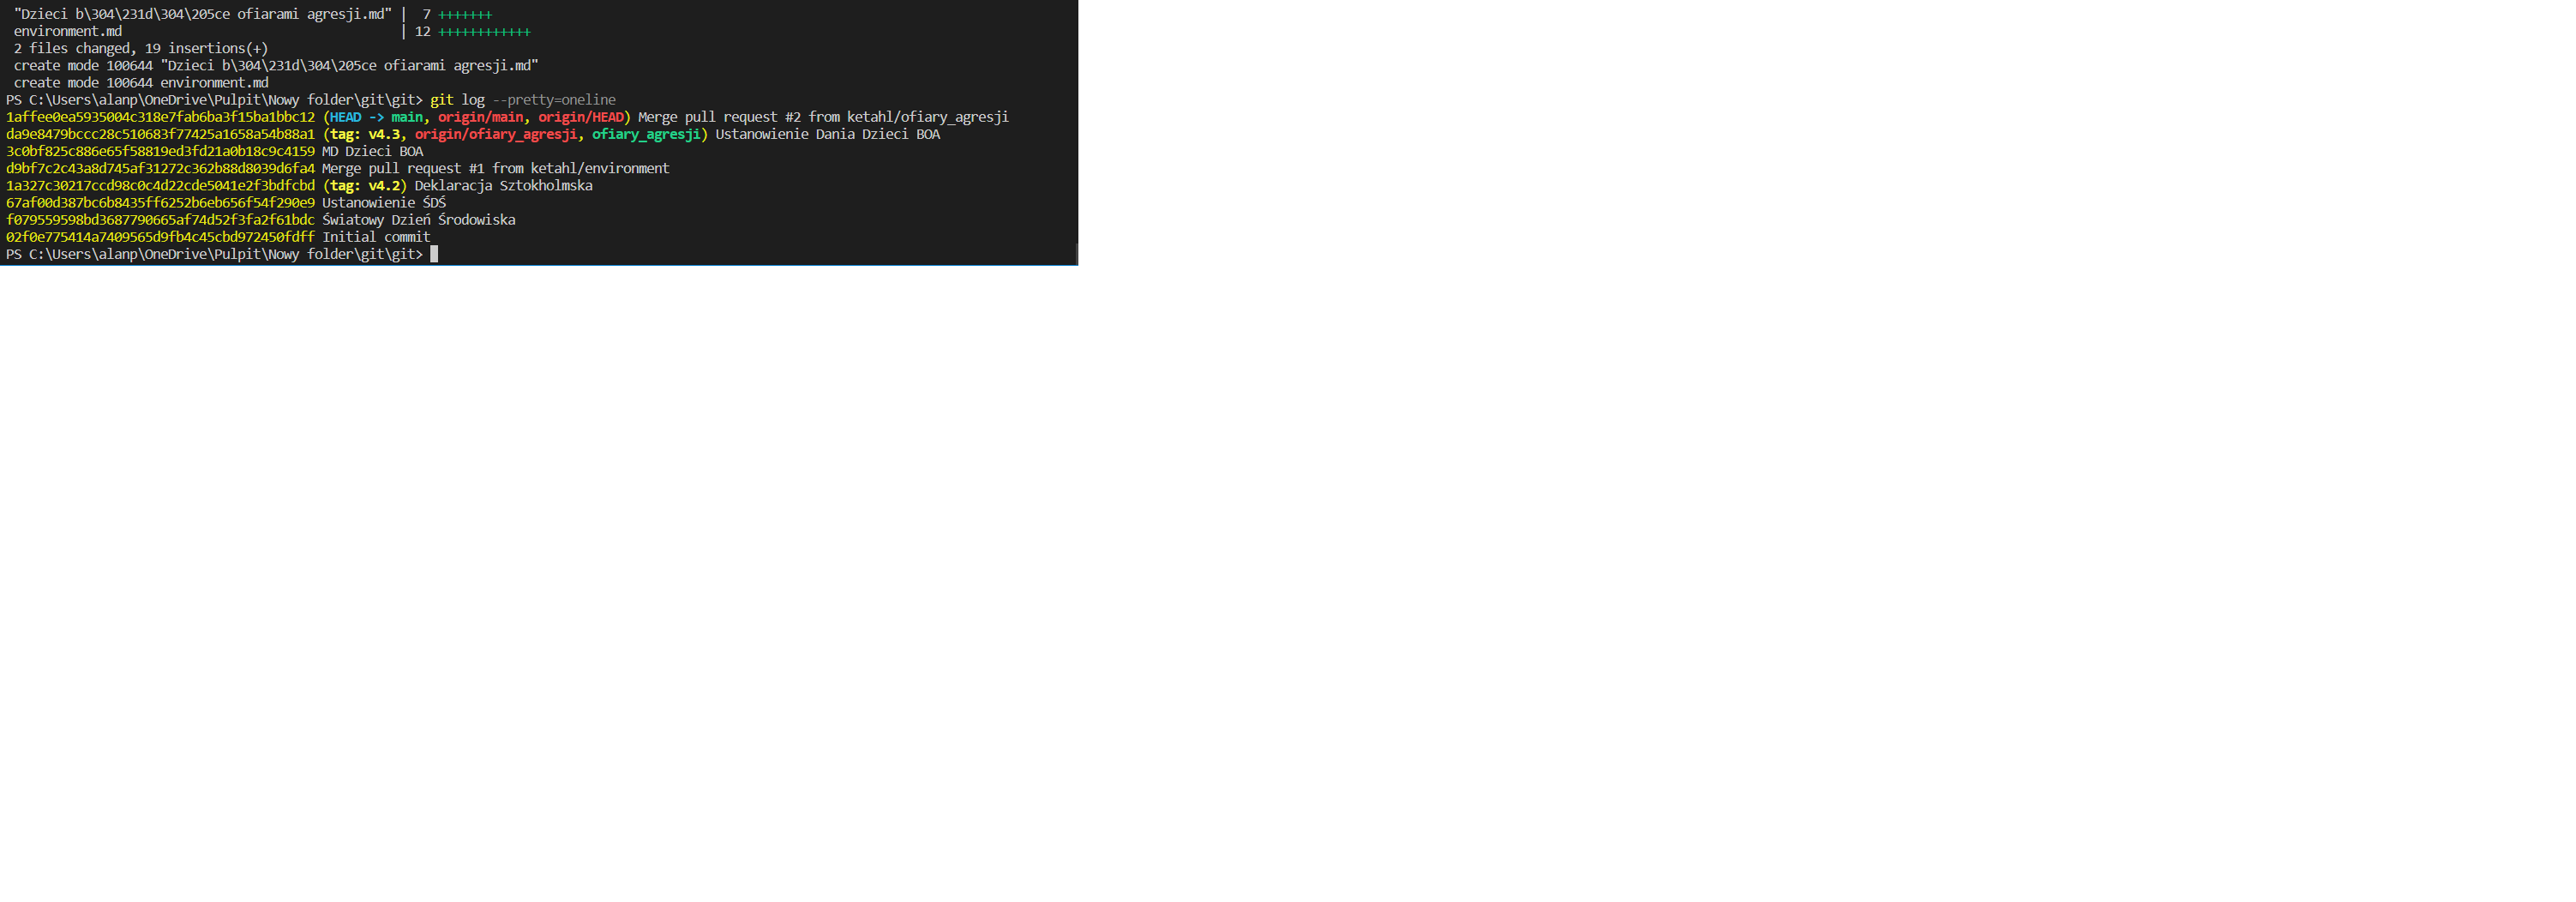 "Dzieci b\304\231d\304\205ce ofiarami agresji.md" |  7 +++++++
environment.md                                    | 12 ++++++++++++
2 files changed, 19 insertions(+)
create mode 100644 "Dzieci b\304\231d\304\205ce ofiarami agresji.md"
create mode 100644 environment.md
PS C:\Users\alanp\OneDrive\Pulpit\Nowy folder\git\git> git log --pretty=oneline
1affee0ea5935004c318e7fab6ba3f15ba1bbc12 (HEAD -> main, origin/main, origin/HEAD) Merge pull request #2 from ketahl/ofiary_agresji
da9e8479bccc28c510683f77425a1658a54b88a1 (tag: v4.3, origin/ofiary_agresji, ofiary_agresji) Ustanowienie Dania Dzieci BOA
3c0bf825c886e65f58819ed3fd21a0b18c9c4159 MD Dzieci BOA
d9bf7c2c43a8d745af31272c362b88d8039d6fa4 Merge pull request #1 from ketahl/environment
1a327c30217ccd98c0c4d22cde5041e2f3bdfcbd (tag: v4.2) Deklaracja Sztokholmska
67af00d387bc6b8435ff6252b6eb656f54f290e9 Ustanowienie ŚDŚ
f079559598bd3687790665af74d52f3fa2f61bdc Światowy Dzień Środowiska
02f0e775414a7409565d9fb4c45cbd972450fdff Initial commit
PS C:\Users\alanp\OneDrive\Pulpit\Nowy folder\git\git>